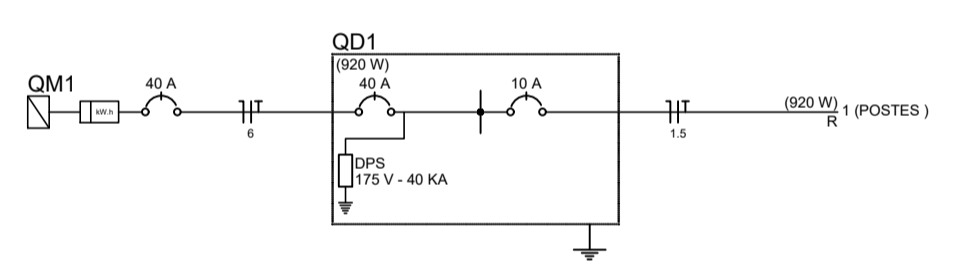 QD1
QM1
(920 W)
40 A
40 A
10 A
kW.h
T
T
(920 W)
1 (POSTES )
R
6
1.5
DPS
175 V - 40 KA